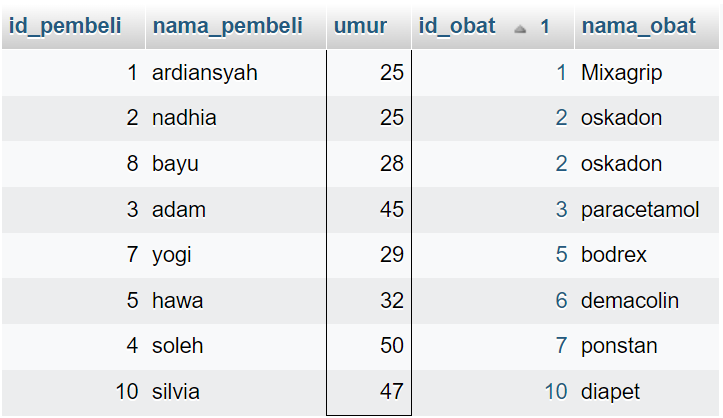 id_pembeli nama_pembeli umur id_obat 1 nama_obat
1 ardiansyah 25 1 Mixagrip
2 nadhia 25 2 oskadon
8 bayu 28 2 oskadon
3 adam 45 3 paracetamol
7 yogi 29 5 bodrex
5 hawa 32 6 demacolin
4 soleh 50 7 ponstan
10 silvia 47 10 diapet